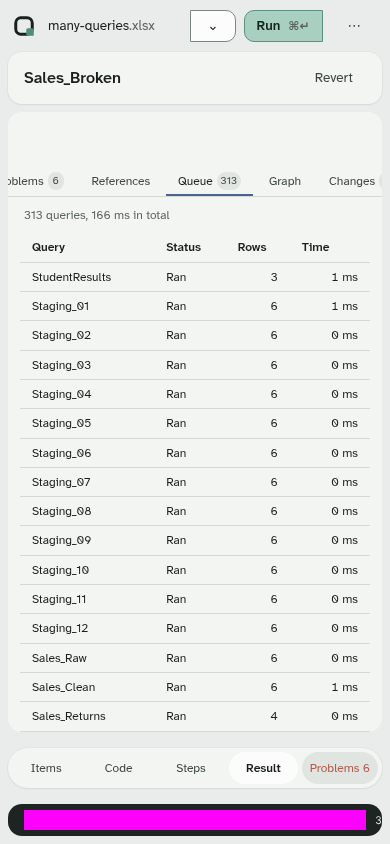 many-queries.xlsx
Run ⌘↵
Sales_Broken
Revert
oblems 6 References Queue 313 Graph Changes
313 queries, 166 ms in total
Query Status Rows Time
StudentResults Ran 3 1 ms
Staging_01 Ran 6 1 ms
Staging_02 Ran 6 0 ms
Staging_03 Ran 6 0 ms
Staging_04 Ran 6 0 ms
Staging_05 Ran 6 0 ms
Staging_06 Ran 6 0 ms
Staging_07 Ran 6 0 ms
Staging_08 Ran 6 0 ms
Staging_09 Ran 6 0 ms
Staging_10 Ran 6 0 ms
Staging_11 Ran 6 0 ms
Staging_12 Ran 6 0 ms
Sales_Raw Ran 6 0 ms
Sales_Clean Ran 6 1 ms
Sales_Returns Ran 4 0 ms
Items Code Steps Result Problems 6
3